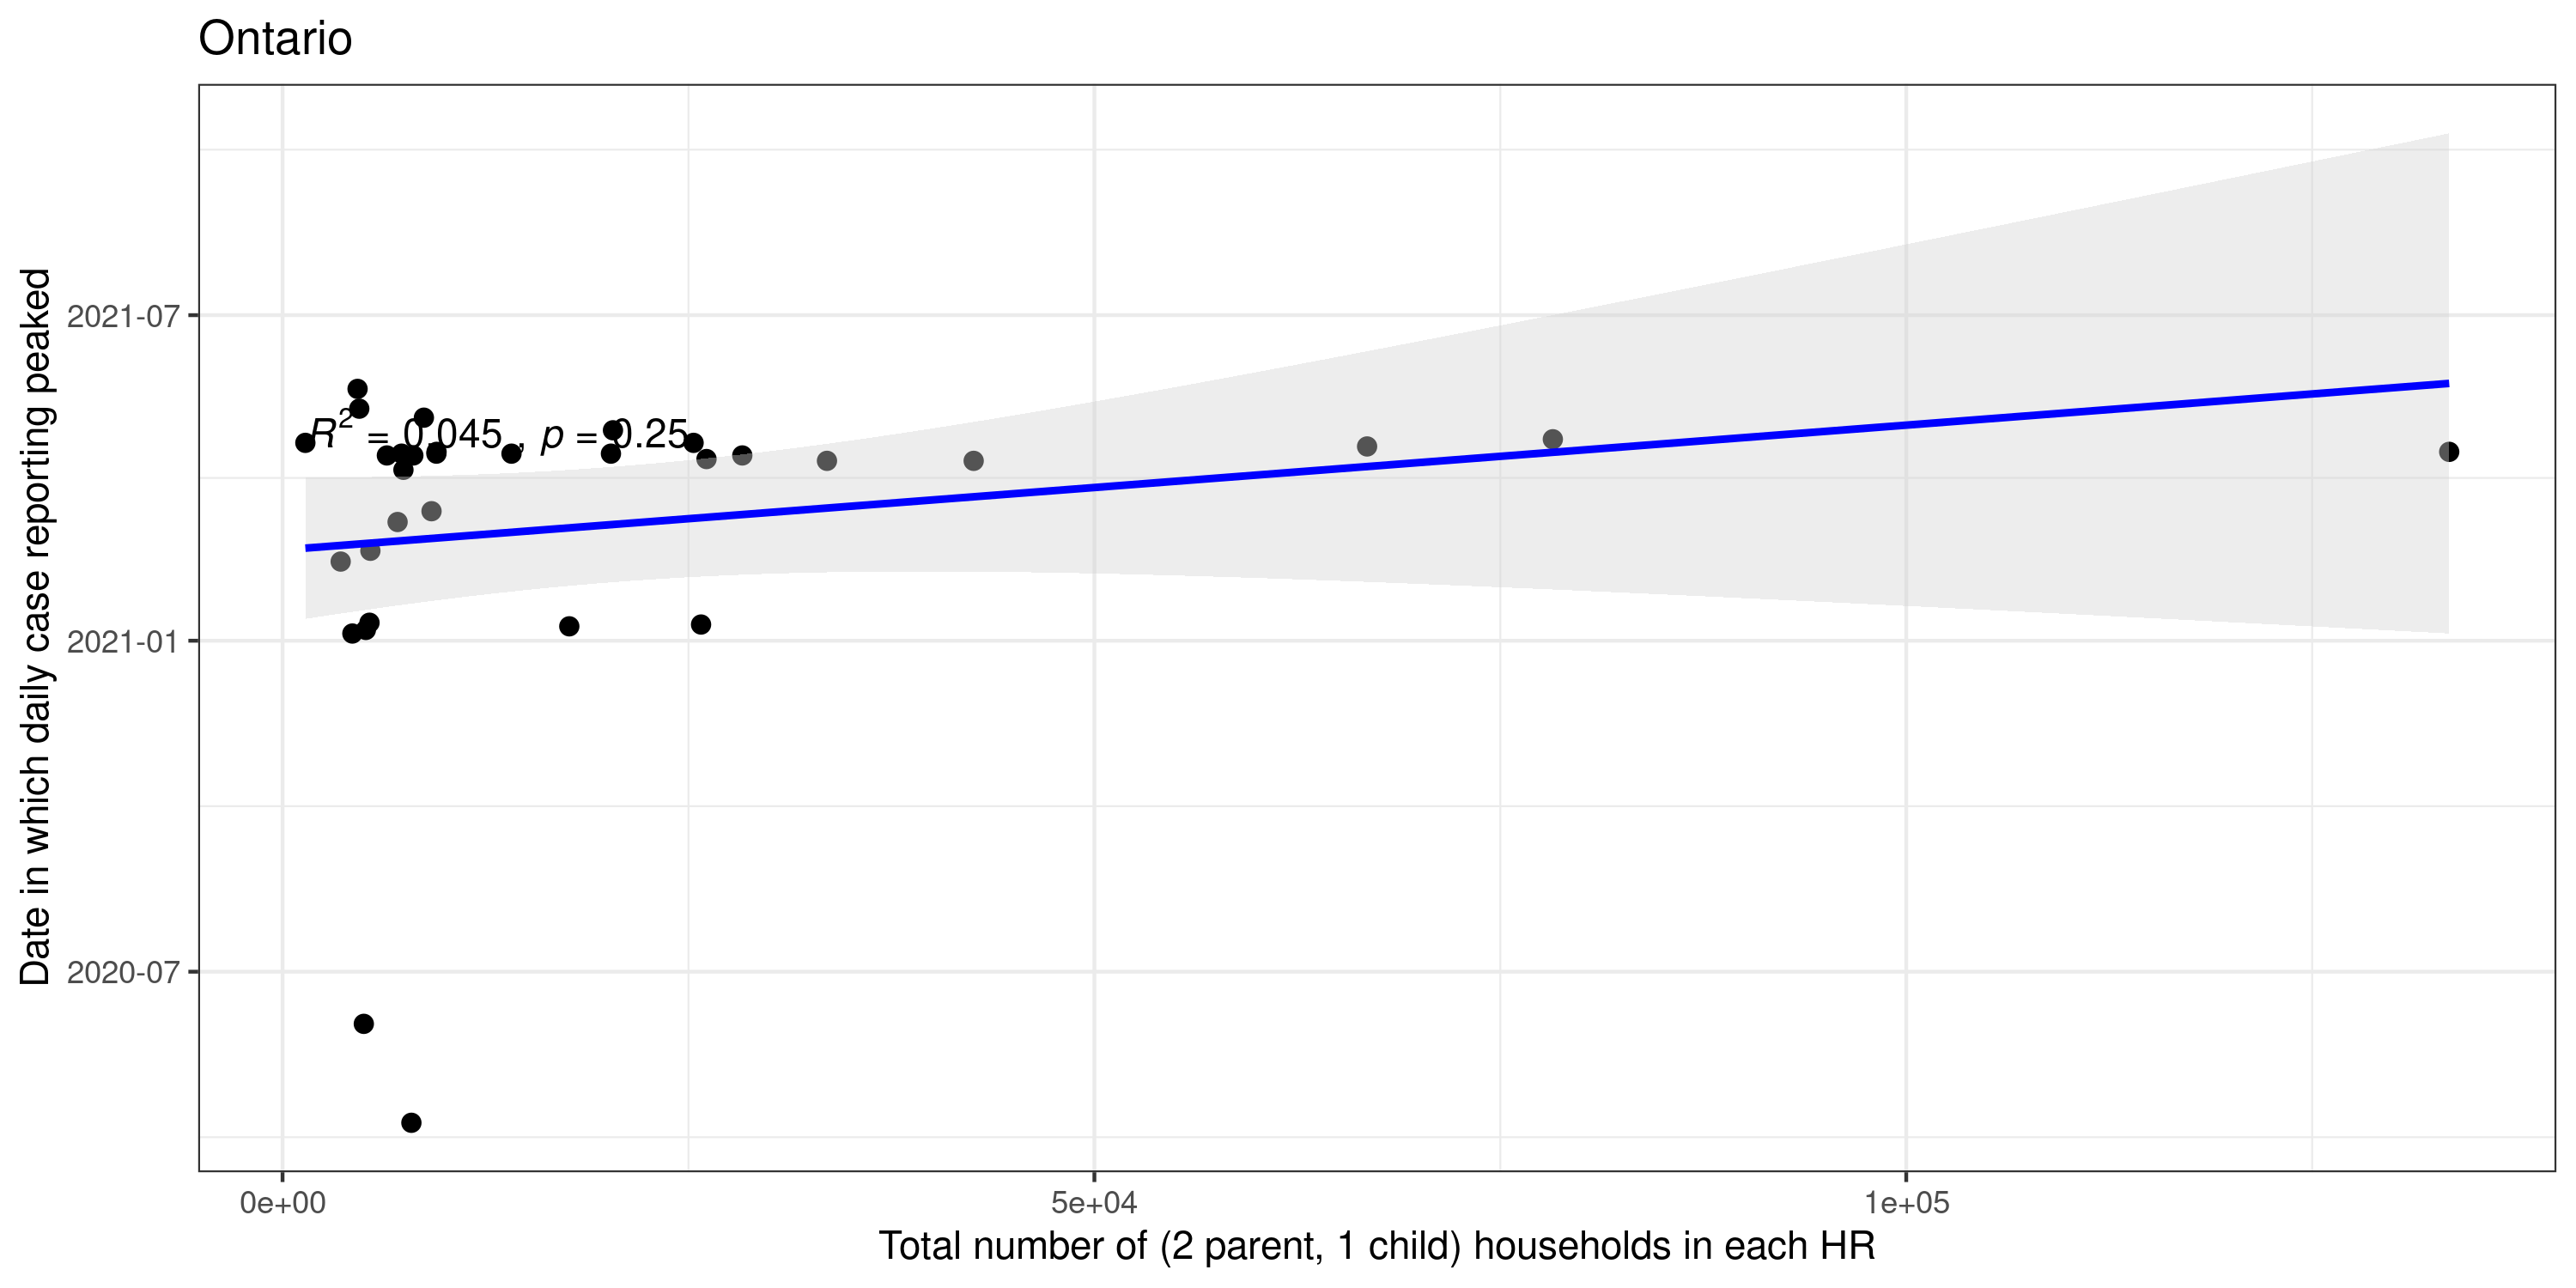 Ontario
Date in which daily case reporting peaked
2021-07
2021-01
2020-07
R² = 0.045 , p = 0.25
0e+00 5e+04 1e+05
Total number of (2 parent, 1 child) households in each HR